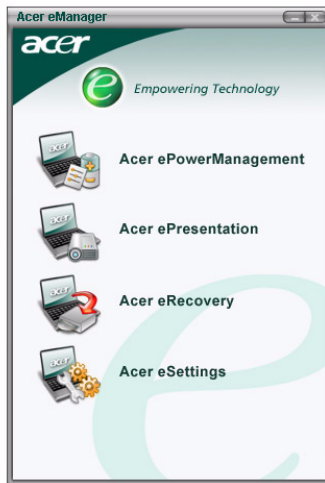 Acer eManager
acer
e Empowering Technology
Acer ePowerManagement
Acer ePresentation
Acer eRecovery
Acer eSettings